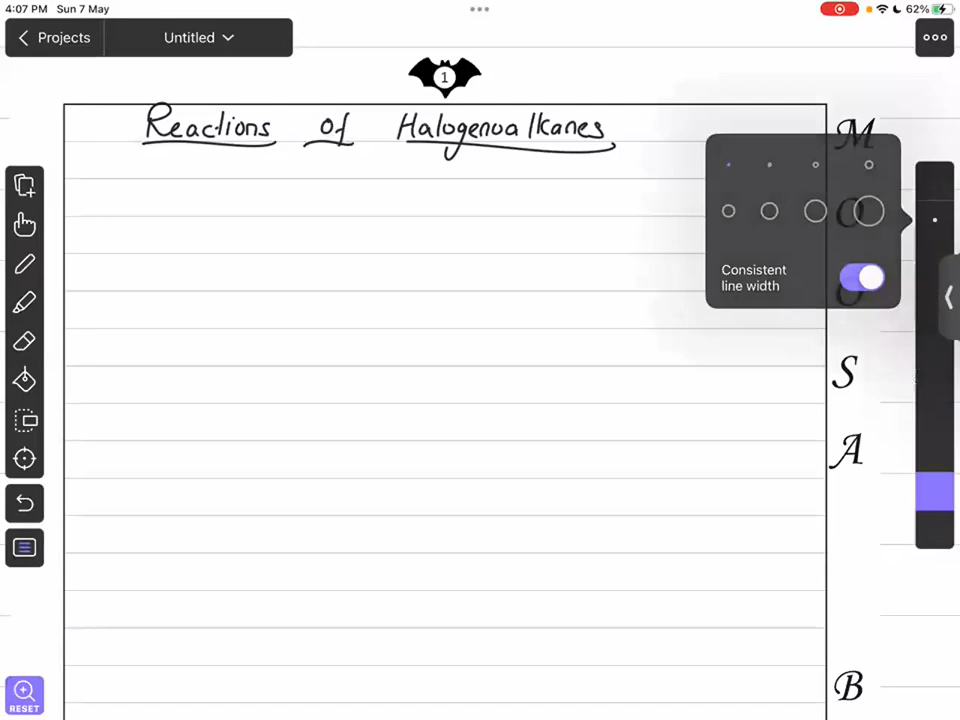 4:07 PM Sun 7 May
62%
Projects
Untitled
1
Reactions of Halogenoalkanes
M
O
O
Consistent
line width
S
A
B
RESET